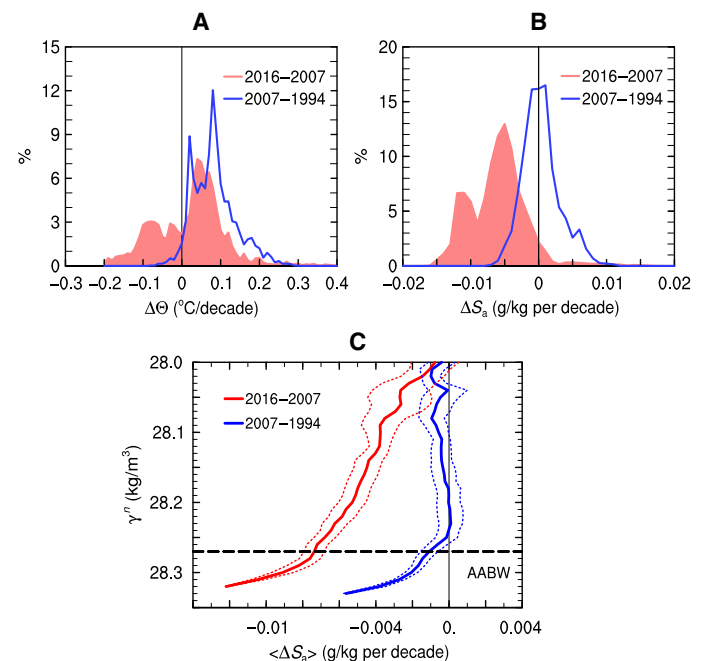 A
B
15
12
9
6
3
0
%
2016−2007
2007−1994
−0.3 −0.2 −0.1 0 0.1 0.2 0.3 0.4
ΔΘ (°C/decade)
20
15
10
5
0
%
2016−2007
2007−1994
−0.02 −0.01 0 0.01 0.02
ΔSa (g/kg per decade)
C
28.0
28.1
28.2
28.3
γⁿ (kg/m³)
2016−2007
2007−1994
AABW
−0.01 −0.004 0. 0.004
<ΔSa> (g/kg per decade)